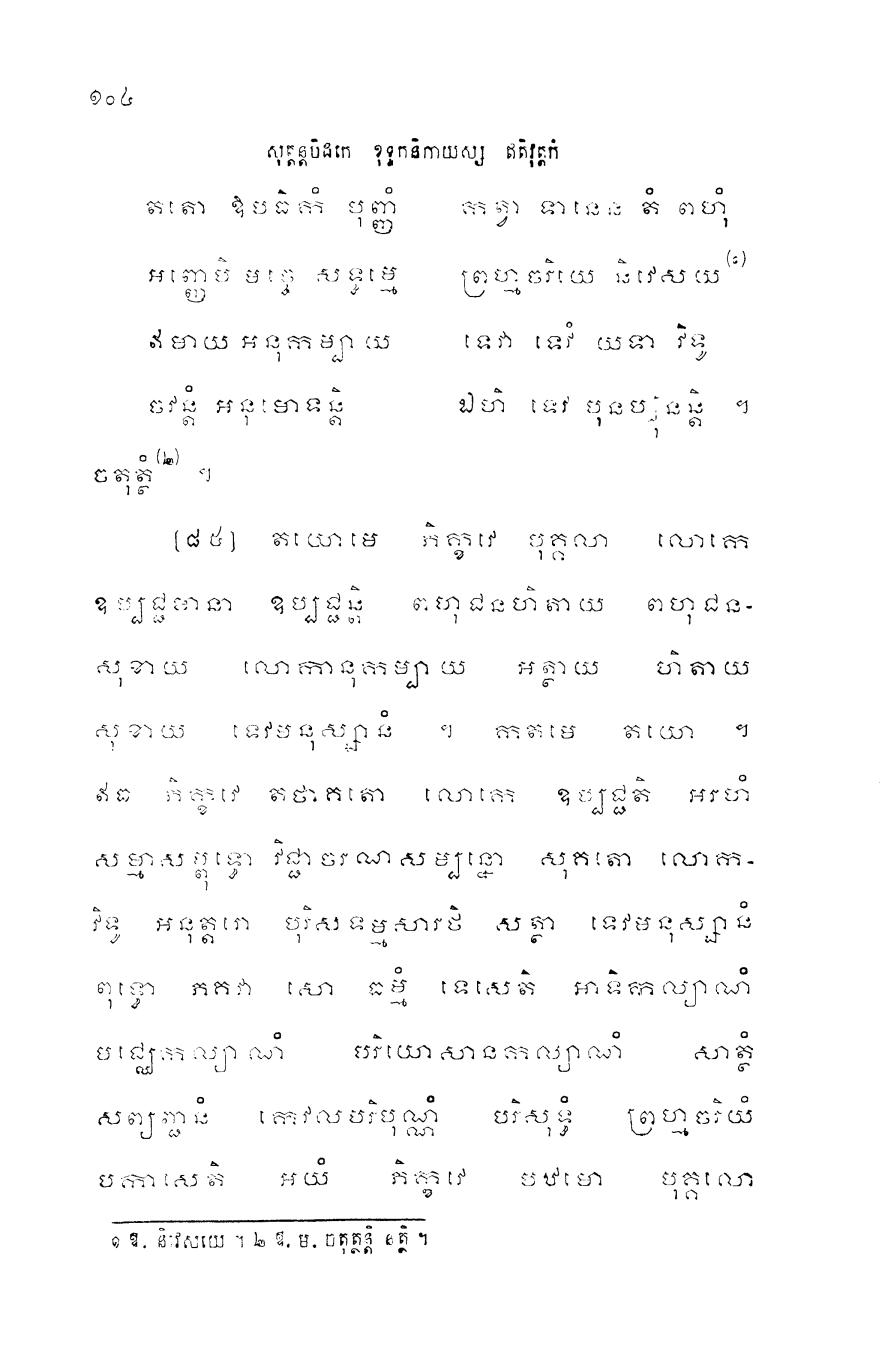 ១០៤
សុត្តន្តបិដកេ ខុទ្ទកនិកាយស្ស ឥតិវុត្តកំ
តតោ ឱបធិកំ បុញ្ញំ កត្វា ទានេន តំ ពហុំ
អញ្ញេបិ មច្ចេ សទ្ធម្មេ ព្រហ្មចរិយេ និវេសយ (១)
ឥមាយ អនុកម្បាយ ទេវា ទេវំ យទា វិទូ
ចវន្តំ អនុមោទន្តិ ឯហិ ទេវ បុនប្បុនន្តិ ។
ចតុត្ថំ (២) ។
[៨៥] តយោមេ ភិក្ខវេ បុគ្គលា លោកេ
ឧប្បជ្ជមានា ឧប្បជ្ជន្តិ ពហុជនហិតាយ ពហុជន-
សុខាយ លោកានុកម្បាយ អត្ថាយ ហិតាយ
សុខាយ ទេវមនុស្សានំ ។ កតមេ តយោ ។
ឥធ ភិក្ខវេ តថាគតោ លោកេ ឧប្បជ្ជតិ អរហំ
សម្មាសម្ពុទ្ធោ វិជ្ជាចរណសម្បន្នោ សុគតោ លោក-
វិទូ អនុត្តរោ បុរិសទម្មសារថិ សត្ថា ទេវមនុស្សានំ
ពុទ្ធោ ភគវា សោ ធម្មំ ទេសេតិ អាទិកល្យាណំ
មជ្ឈេកល្យាណំ បរិយោសានកល្យាណំ សាត្ថំ
សព្យញ្ជនំ កេវលបរិបុណ្ណំ បរិសុទ្ធំ ព្រហ្មចរិយំ
បកាសេតិ អយំ ភិក្ខវេ បឋមោ បុគ្គលោ
១ ឱ. និវេសយេ ។ ២ ឱ. ម. ចតុត្ថន្តិ នត្ថិ ។